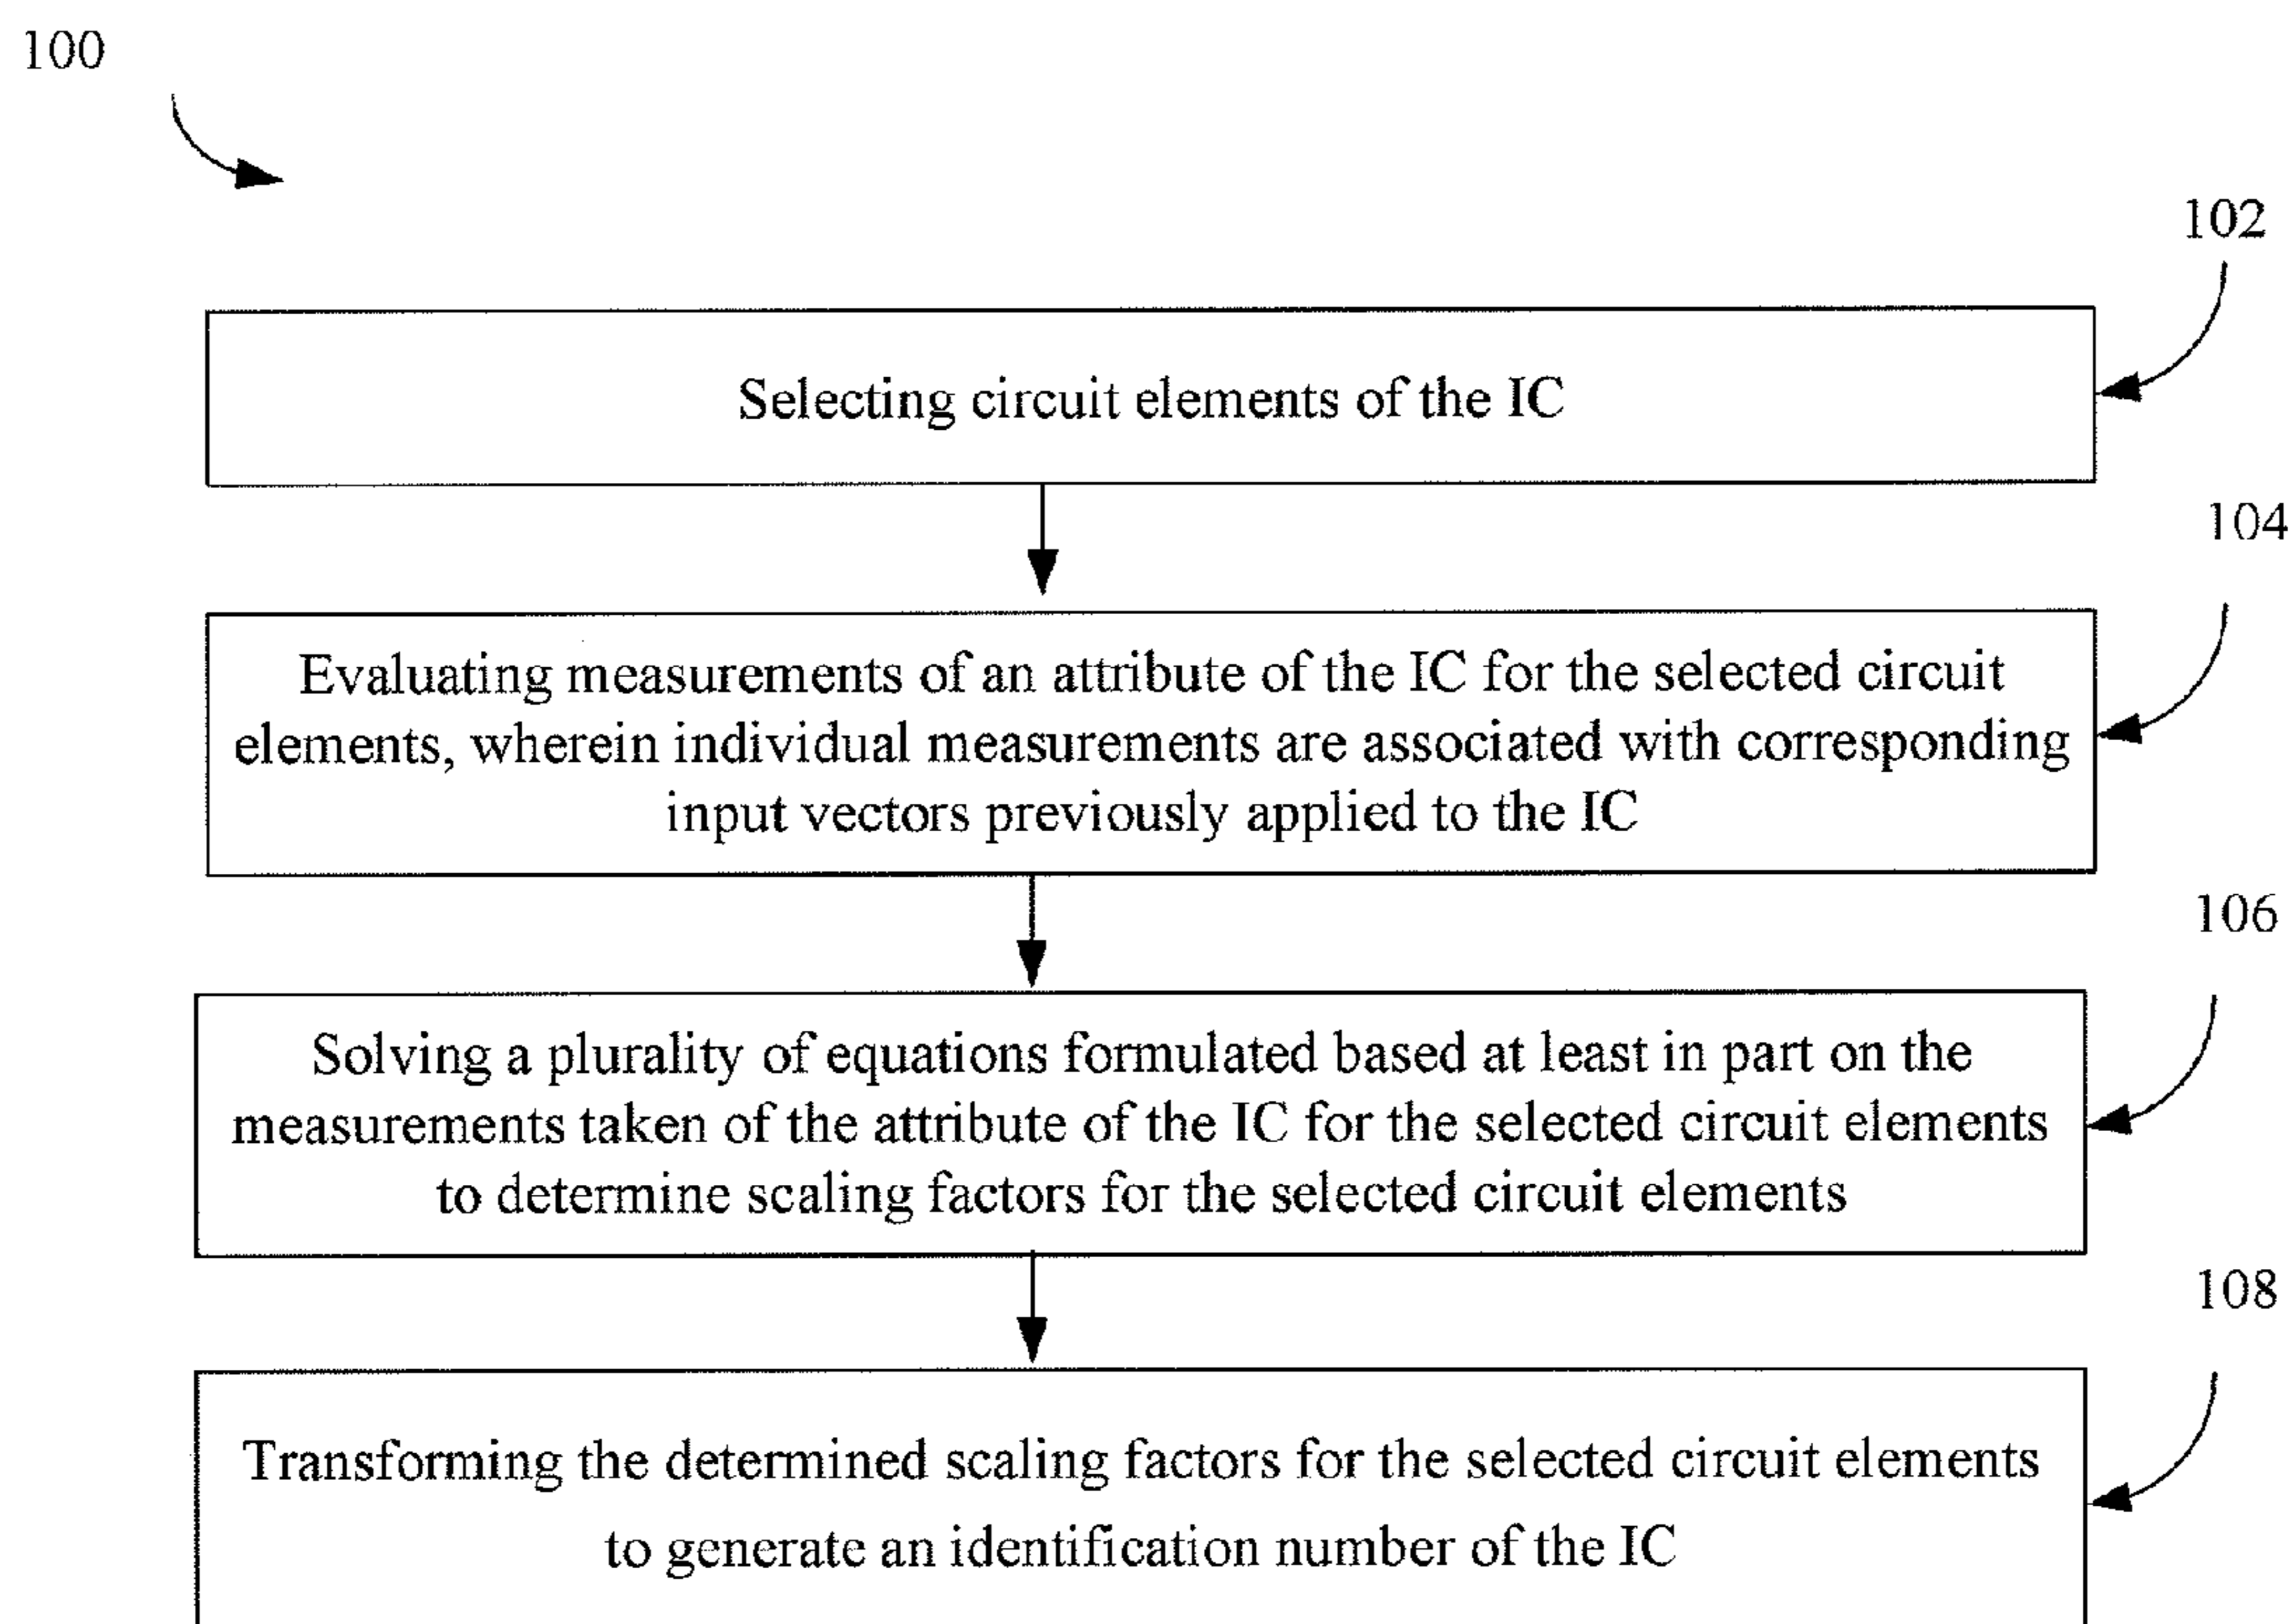 100
102
Selecting circuit elements of the IC
104
Evaluating measurements of an attribute of the IC for the selected circuit
elements, wherein individual measurements are associated with corresponding
input vectors previously applied to the IC
106
Solving a plurality of equations formulated based at least in part on the
measurements taken of the attribute of the IC for the selected circuit elements
to determine scaling factors for the selected circuit elements
108
Transforming the determined scaling factors for the selected circuit elements
to generate an identification number of the IC